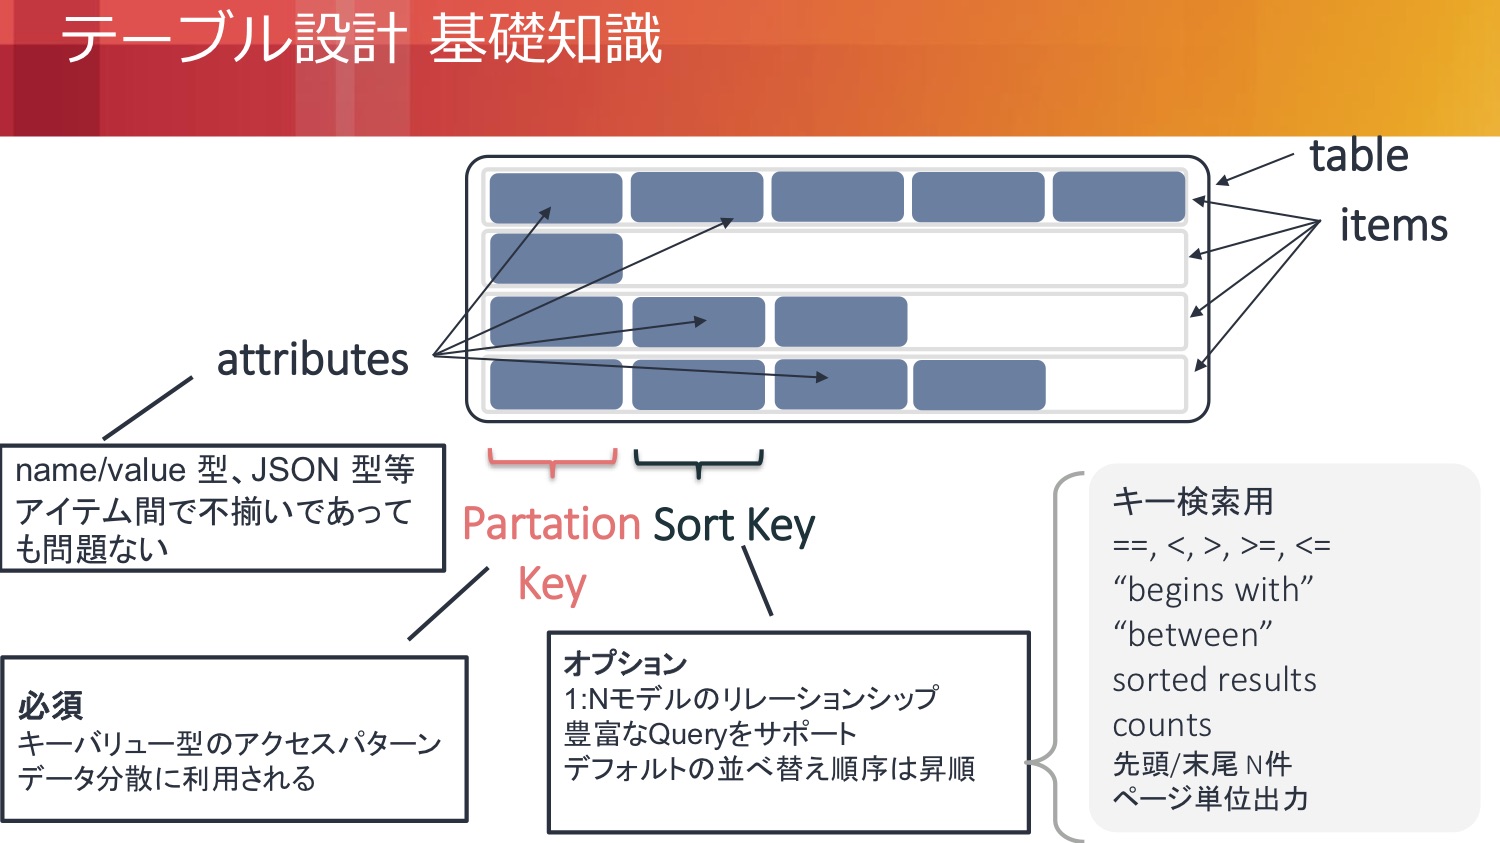 テーブル設計 基礎知識
table
items
attributes
name/value 型、JSON 型等
アイテム間で不揃いであって
も問題ない
Partation
Key
Sort Key
必須
キーバリュー型のアクセスパターン
データ分散に利用される
オプション
1:Nモデルのリレーションシップ
豊富なQueryをサポート
デフォルトの並べ替え順序は昇順
キー検索用
==, <, >, >=, <=
“begins with”
“between”
sorted results
counts
先頭/末尾 N件
ページ単位出力